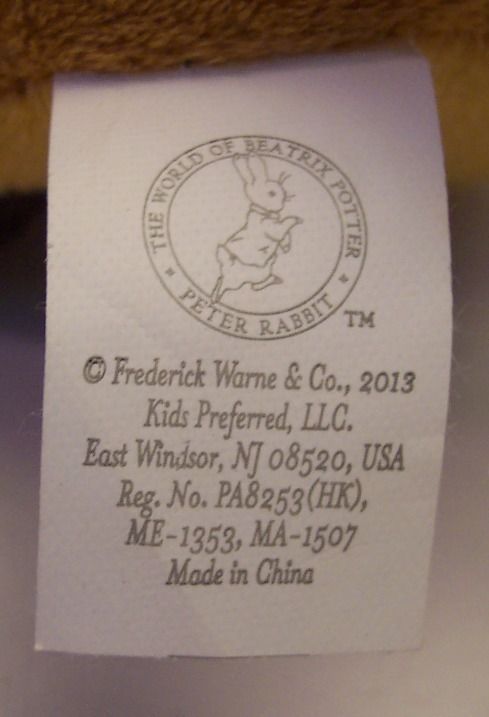 THE WORLD OF BEATRIX POTTER
PETER RABBIT
TM
© Frederick Warne & Co., 2013
Kids Preferred, LLC.
East Windsor, NJ 08520, USA
Reg. No. PA8253(HK),
ME-1353, MA-1507
Made in China